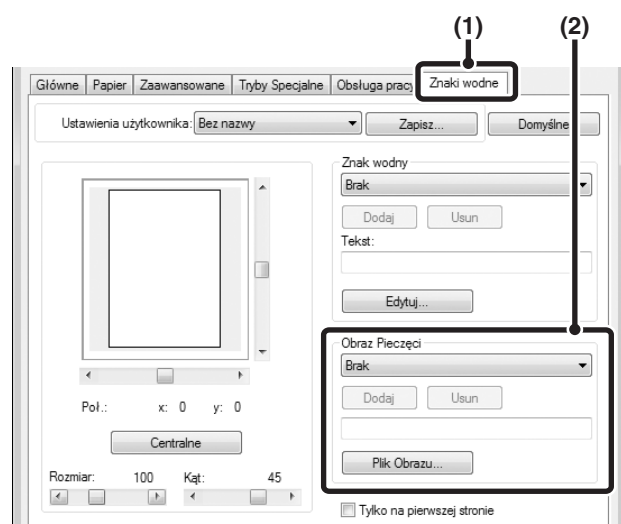 (1) (2)
Główne Papier Zaawansowane Tryby Specjalne Obsługa pracy Znaki wodne
Ustawienia użytkownika: Bez nazwy Zapisz... Domyślne
Znak wodny
Brak
Dodaj Usun
Tekst:
Edytuj...
Obraz Pieczęci
Brak
Dodaj Usun
Plik Obrazu...
Poł.: x: 0 y: 0
Centralne
Rozmiar: 100 Kąt: 45
Tylko na pierwszej stronie